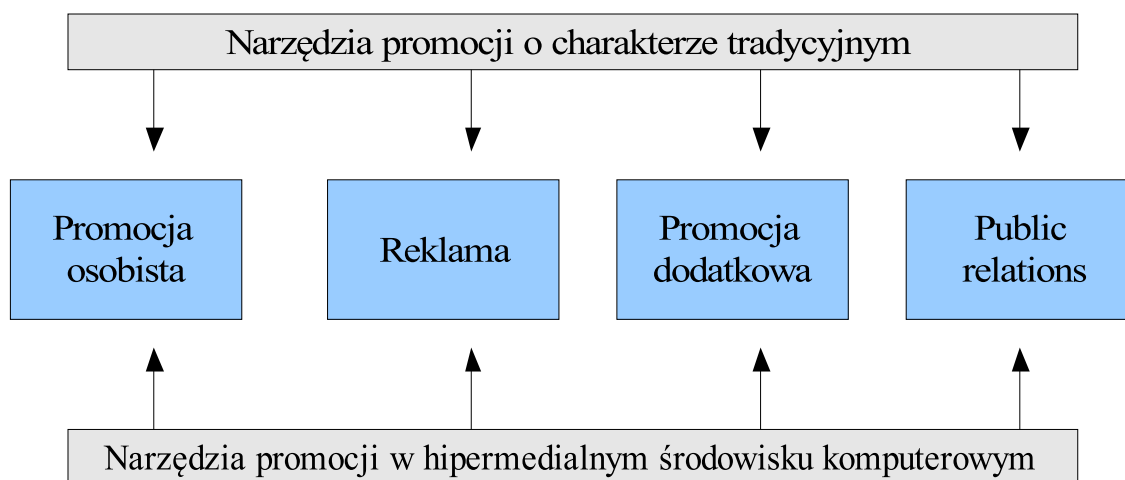 Narzędzia promocji o charakterze tradycyjnym
Promocja
osobista
Reklama
Promocja
dodatkowa
Public
relations
Narzędzia promocji w hipermedialnym środowisku komputerowym